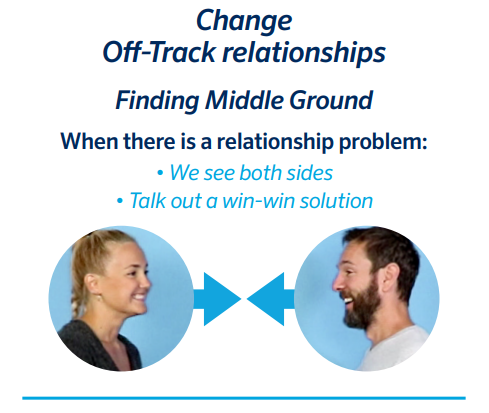 Change
Off-Track relationships
Finding Middle Ground
When there is a relationship problem:
• We see both sides
• Talk out a win-win solution